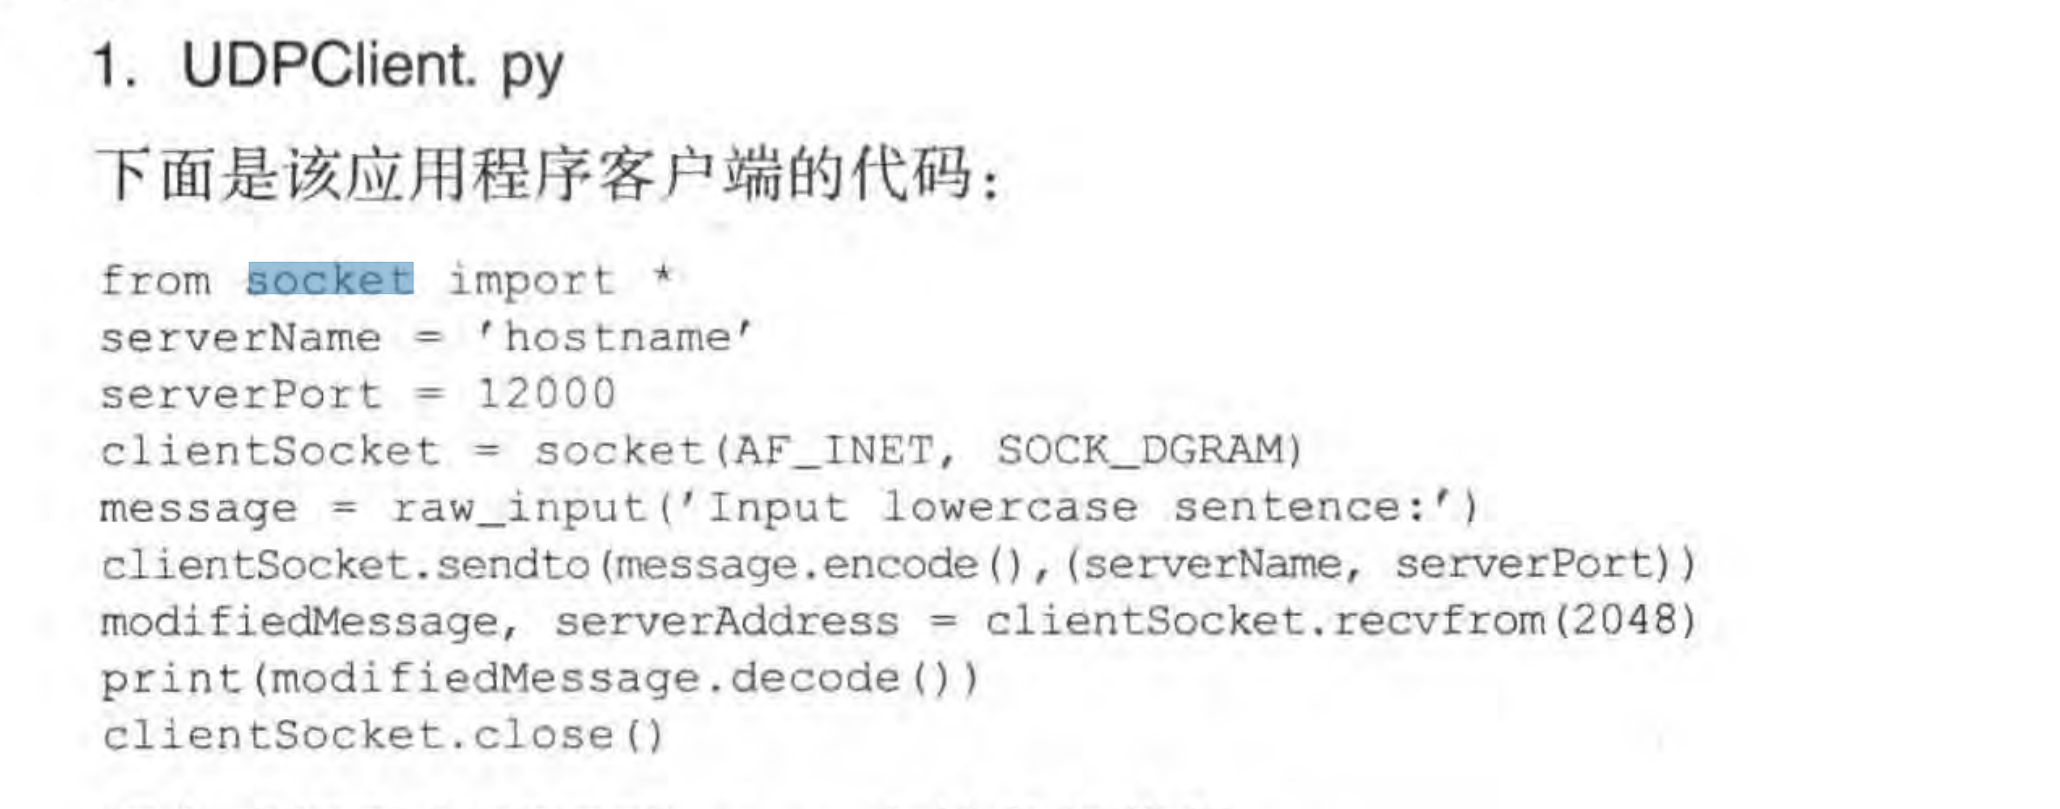 1. UDPClient. py
下面是该应用程序客户端的代码：
from socket import *
serverName = 'hostname'
serverPort = 12000
clientSocket = socket(AF_INET, SOCK_DGRAM)
message = raw_input('Input lowercase sentence:')
clientSocket.sendto(message.encode(),(serverName, serverPort))
modifiedMessage, serverAddress = clientSocket.recvfrom(2048)
print(modifiedMessage.decode())
clientSocket.close()